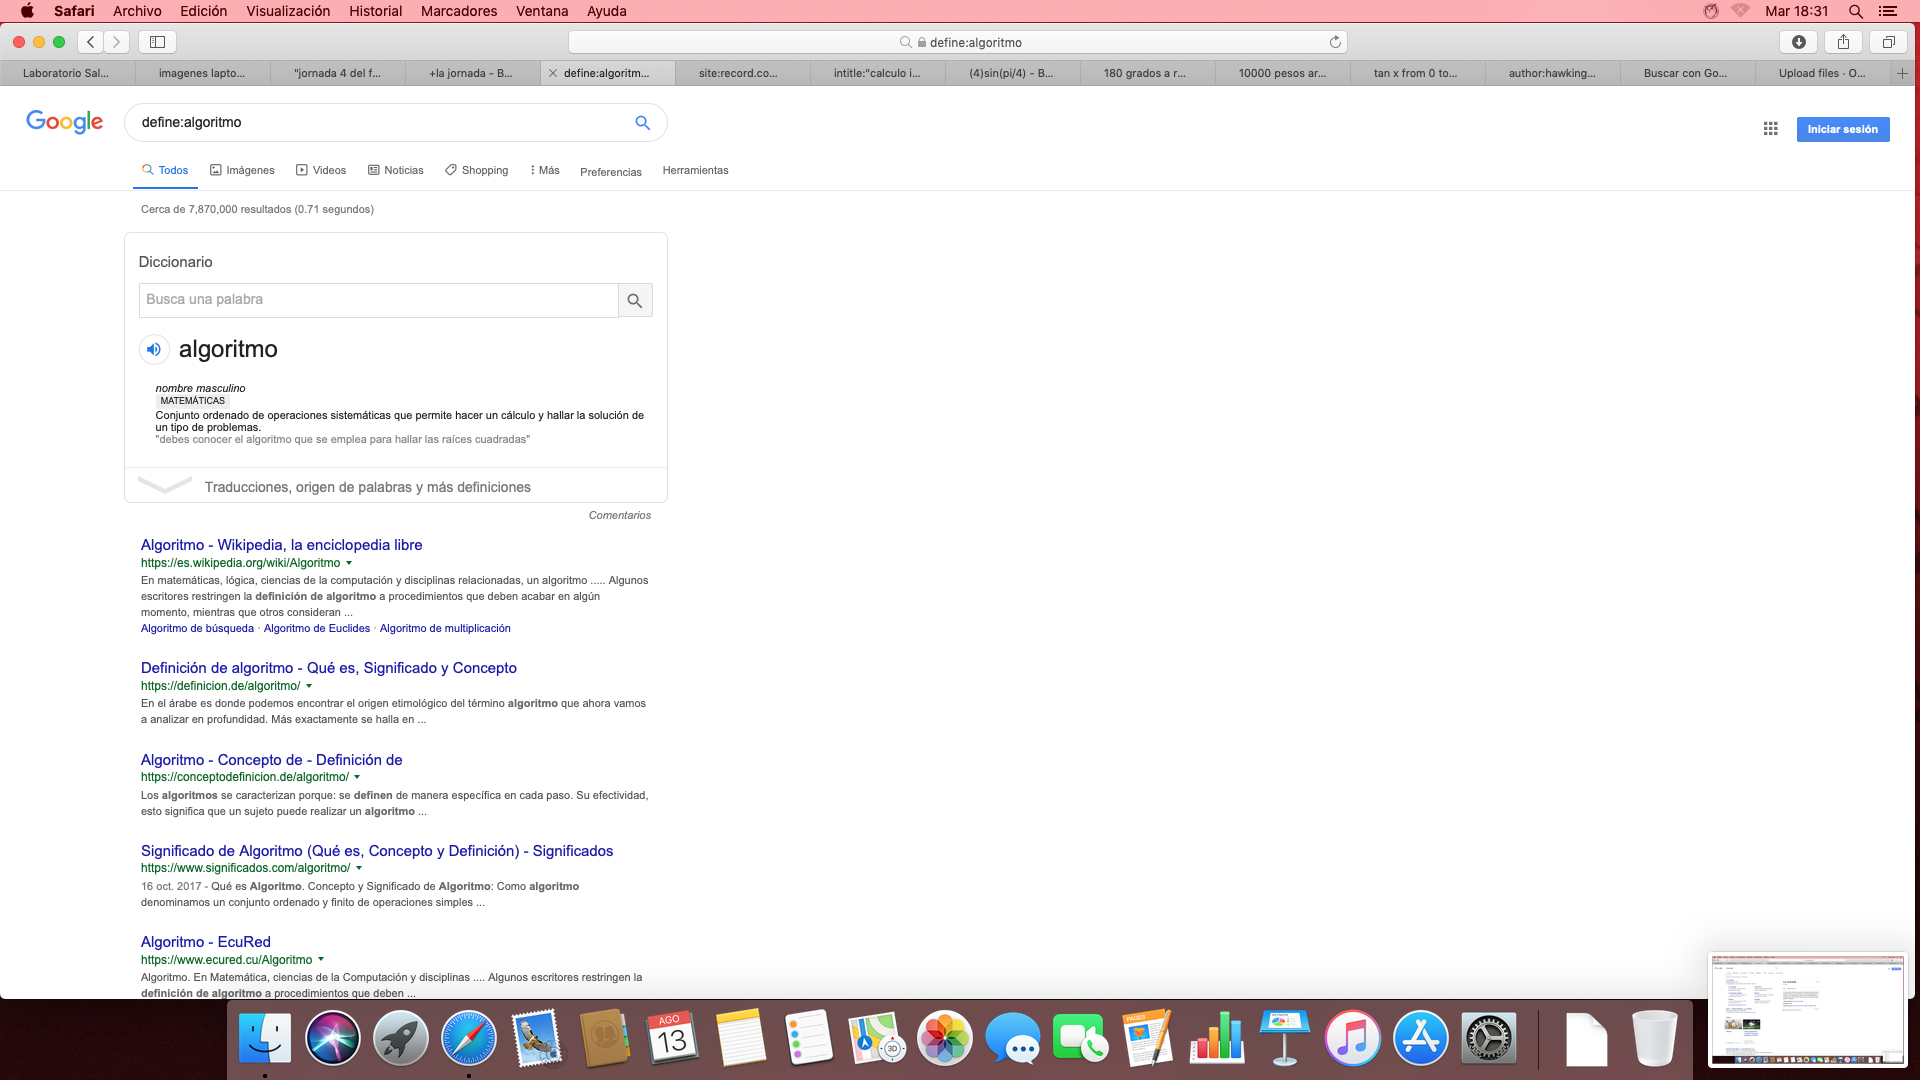 Safari Archivo Edición Visualización Historial Marcadores Ventana Ayuda Mar 18:31
define:algoritmo
Laboratorio Sal... imagenes lapto... "jornada 4 del f... +la jornada - B... define:algoritm... site:record.co... intitle:"calculo i... (4)sin(pi/4) - B... 180 grados a r... 10000 pesos ar... tan x from 0 to... author:hawking... Buscar con Go... Upload files · O...
Google define:algoritmo
Iniciar sesión
Todos Imágenes Videos Noticias Shopping Más Preferencias Herramientas
Cerca de 7,870,000 resultados (0.71 segundos)
Diccionario
Busca una palabra
algoritmo
nombre masculino
MATEMÁTICAS
Conjunto ordenado de operaciones sistemáticas que permite hacer un cálculo y hallar la solución de
un tipo de problemas.
"debes conocer el algoritmo que se emplea para hallar las raíces cuadradas"
Traducciones, origen de palabras y más definiciones
Comentarios
Algoritmo - Wikipedia, la enciclopedia libre
https://es.wikipedia.org/wiki/Algoritmo
En matemáticas, lógica, ciencias de la computación y disciplinas relacionadas, un algoritmo ..... Algunos
escritores restringen la definición de algoritmo a procedimientos que deben acabar en algún
momento, mientras que otros consideran ...
Algoritmo de búsqueda · Algoritmo de Euclides · Algoritmo de multiplicación
Definición de algoritmo - Qué es, Significado y Concepto
https://definicion.de/algoritmo/
En el árabe es donde podemos encontrar el origen etimológico del término algoritmo que ahora vamos
a analizar en profundidad. Más exactamente se halla en ...
Algoritmo - Concepto de - Definición de
https://conceptodefinicion.de/algoritmo/
Los algoritmos se caracterizan porque: se definen de manera específica en cada paso. Su efectividad,
esto significa que un sujeto puede realizar un algoritmo ...
Significado de Algoritmo (Qué es, Concepto y Definición) - Significados
https://www.significados.com/algoritmo/
16 oct. 2017 - Qué es Algoritmo. Concepto y Significado de Algoritmo: Como algoritmo
denominamos un conjunto ordenado y finito de operaciones simples ...
Algoritmo - EcuRed
https://www.ecured.cu/Algoritmo
Algoritmo. En Matemática, ciencias de la Computación y disciplinas .... Algunos escritores restringen la
definición de algoritmo a procedimientos que deben ...
AGO
13
3D
PAGES